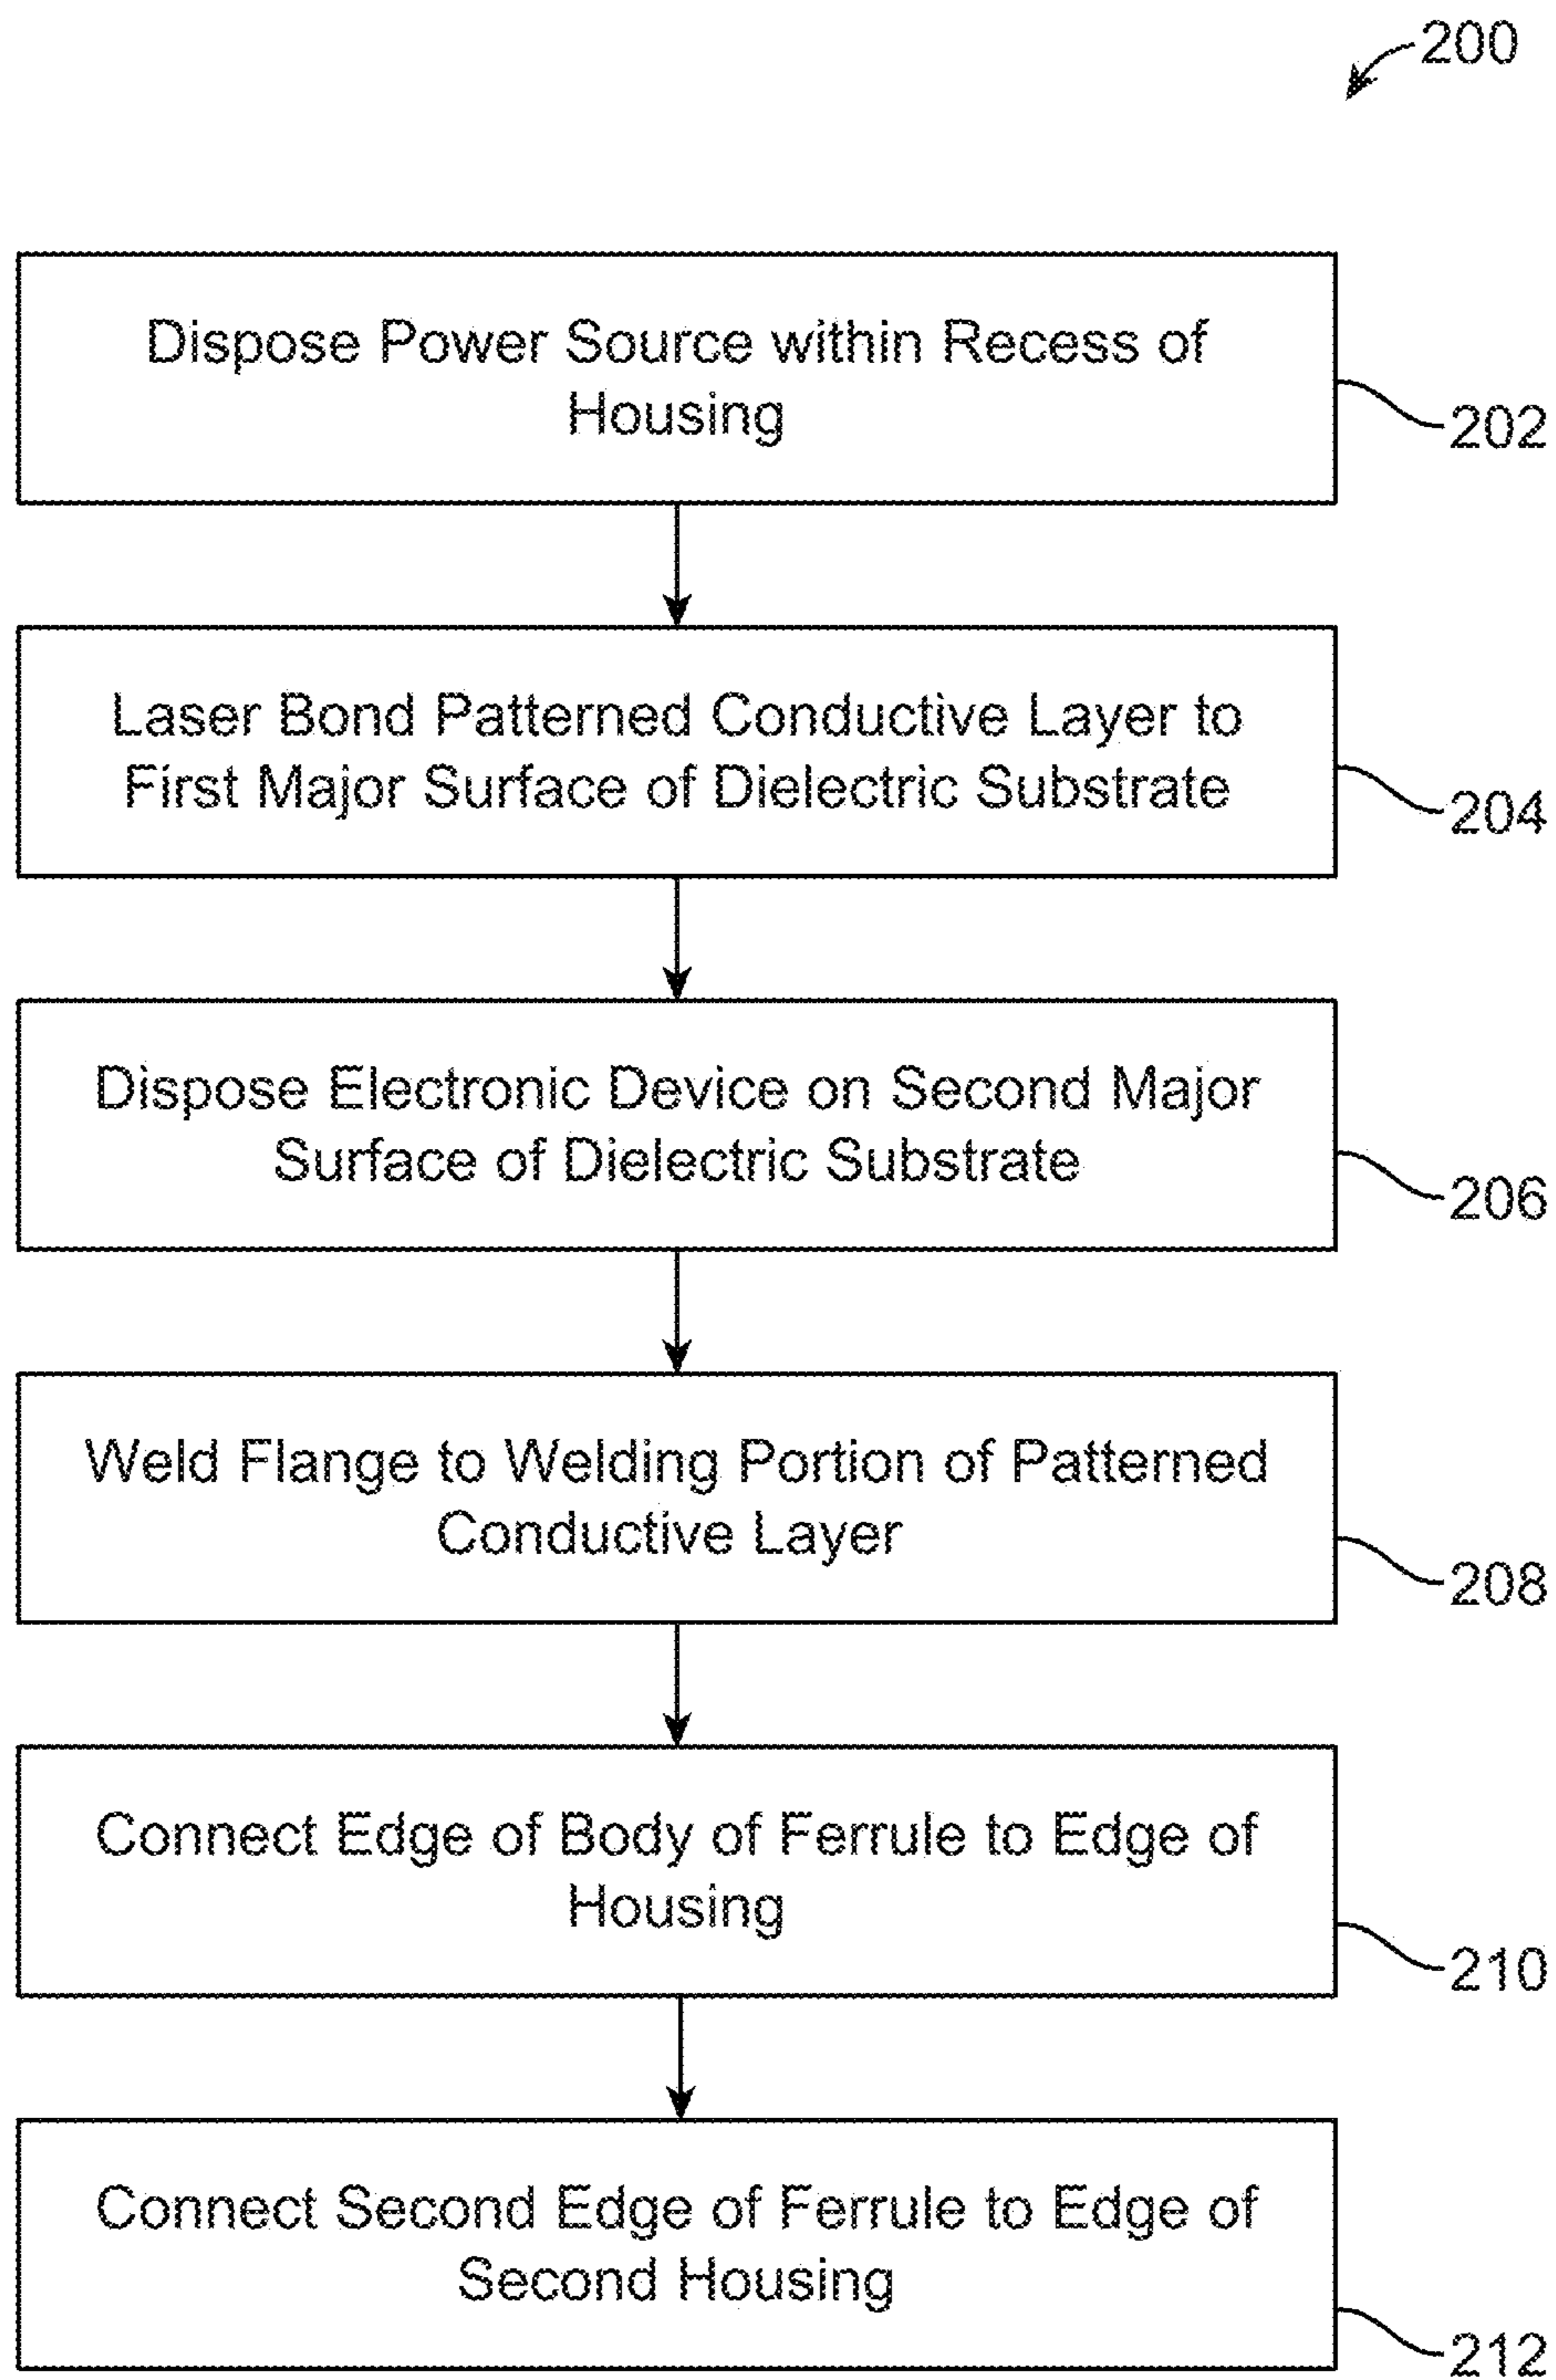 200
Dispose Power Source within Recess of
Housing
202
Laser Bond Patterned Conductive Layer to
First Major Surface of Dielectric Substrate
204
Dispose Electronic Device on Second Major
Surface of Dielectric Substrate
206
Weld Flange to Welding Portion of Patterned
Conductive Layer
208
Connect Edge of Body of Ferrule to Edge of
Housing
210
Connect Second Edge of Ferrule to Edge of
Second Housing
212